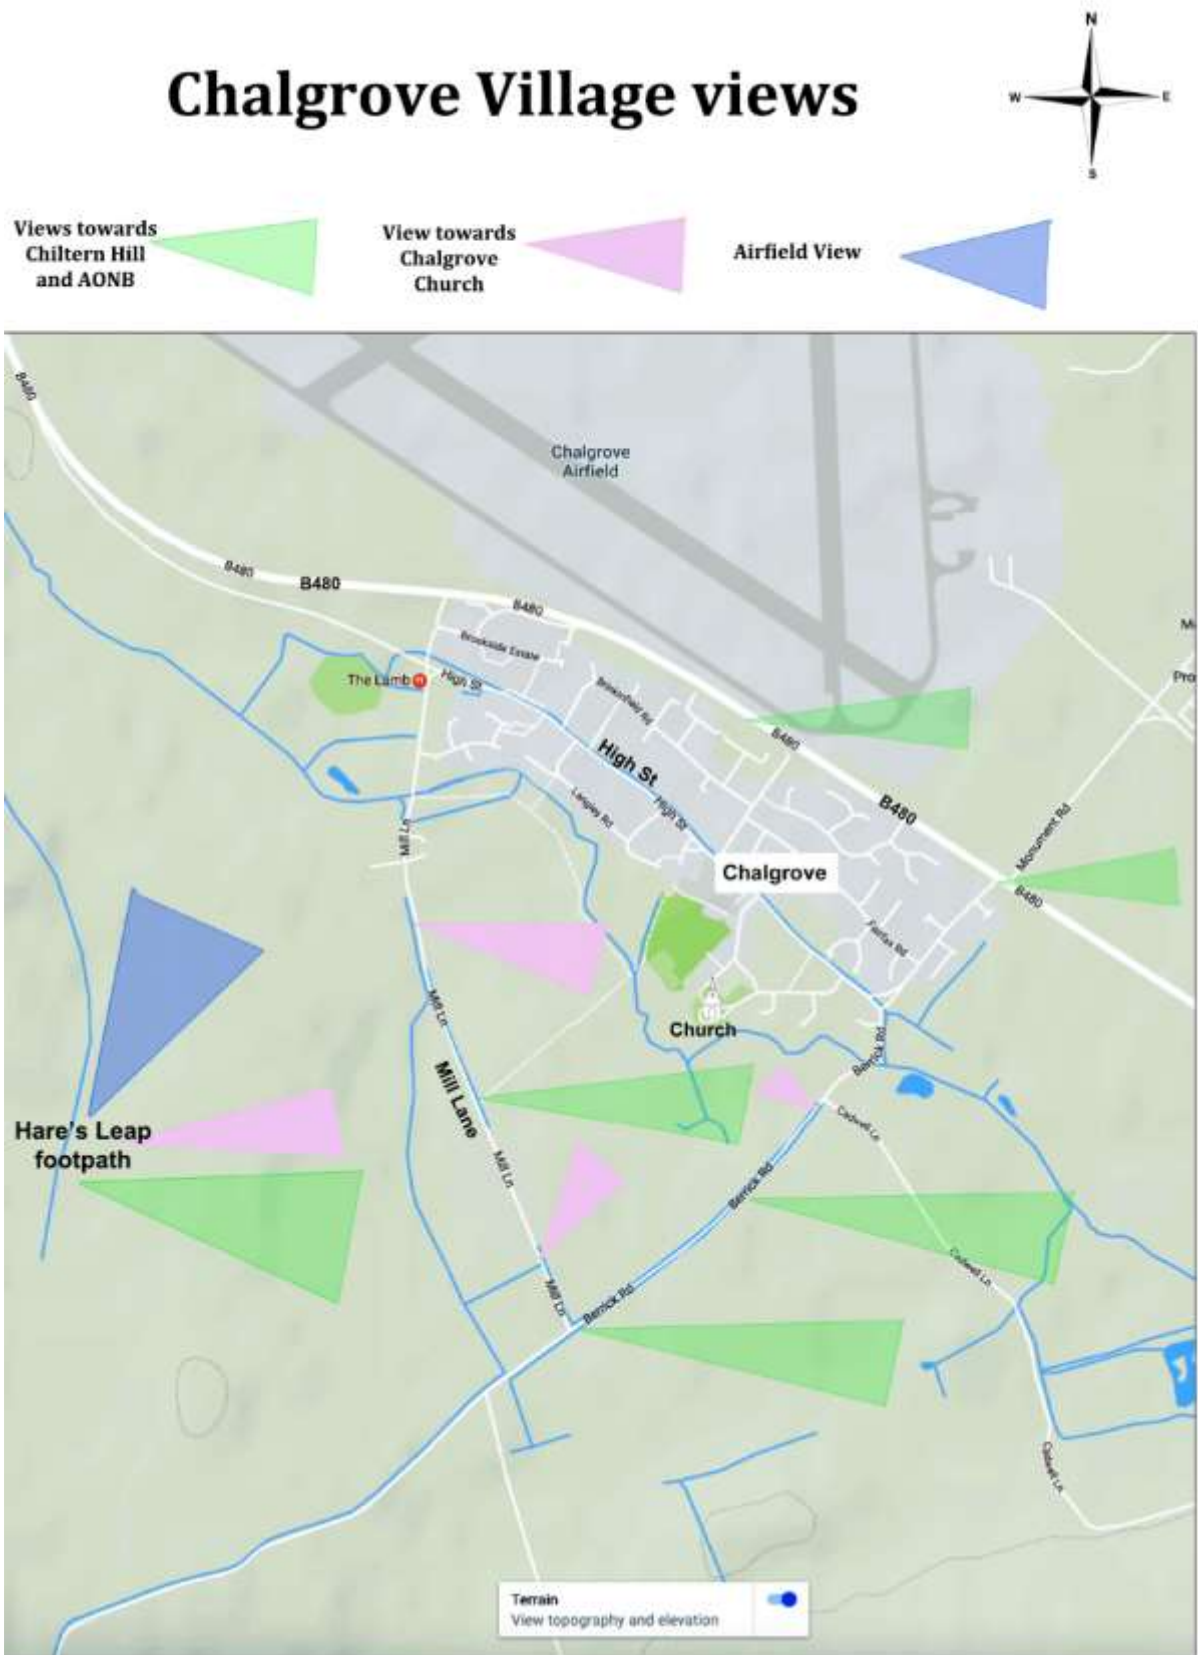 Chalgrove Village views
N
W
E
S
Views towards
Chiltern Hill
and AONB
View towards
Chalgrove
Church
Airfield View
B480
Chalgrove
Airfield
B480
B480
B480
Brookside Estate
The Lamb
High St
Brinkinfield Rd
B480
High St
Langley Rd
High St
B480
Monument Rd
Mill Ln
Chalgrove
B480
Fairfax Rd
Mill Ln
Church
Berrick Rd
Mill Lane
Hare's Leap
footpath
Cadwell Ln
Mill Ln
Berrick Rd
Cadwell Ln
Mill Ln
Berrick Rd
Cadwell Ln
M
Pro
Terrain
View topography and elevation